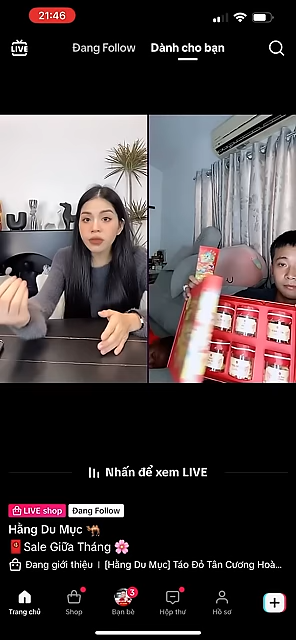 21:46
LIVE
Đang Follow
Dành cho bạn
Nhấn để xem LIVE
LIVE shop
Đang Follow
Hằng Du Mục 🐪
🧧Sale Giữa Tháng 🌸
Đang giới thiệu | [Hằng Du Mục] Táo Đỏ Tân Cương Hoà...
3
Trang chủ
Shop
Bạn bè
Hộp thư
Hồ sơ